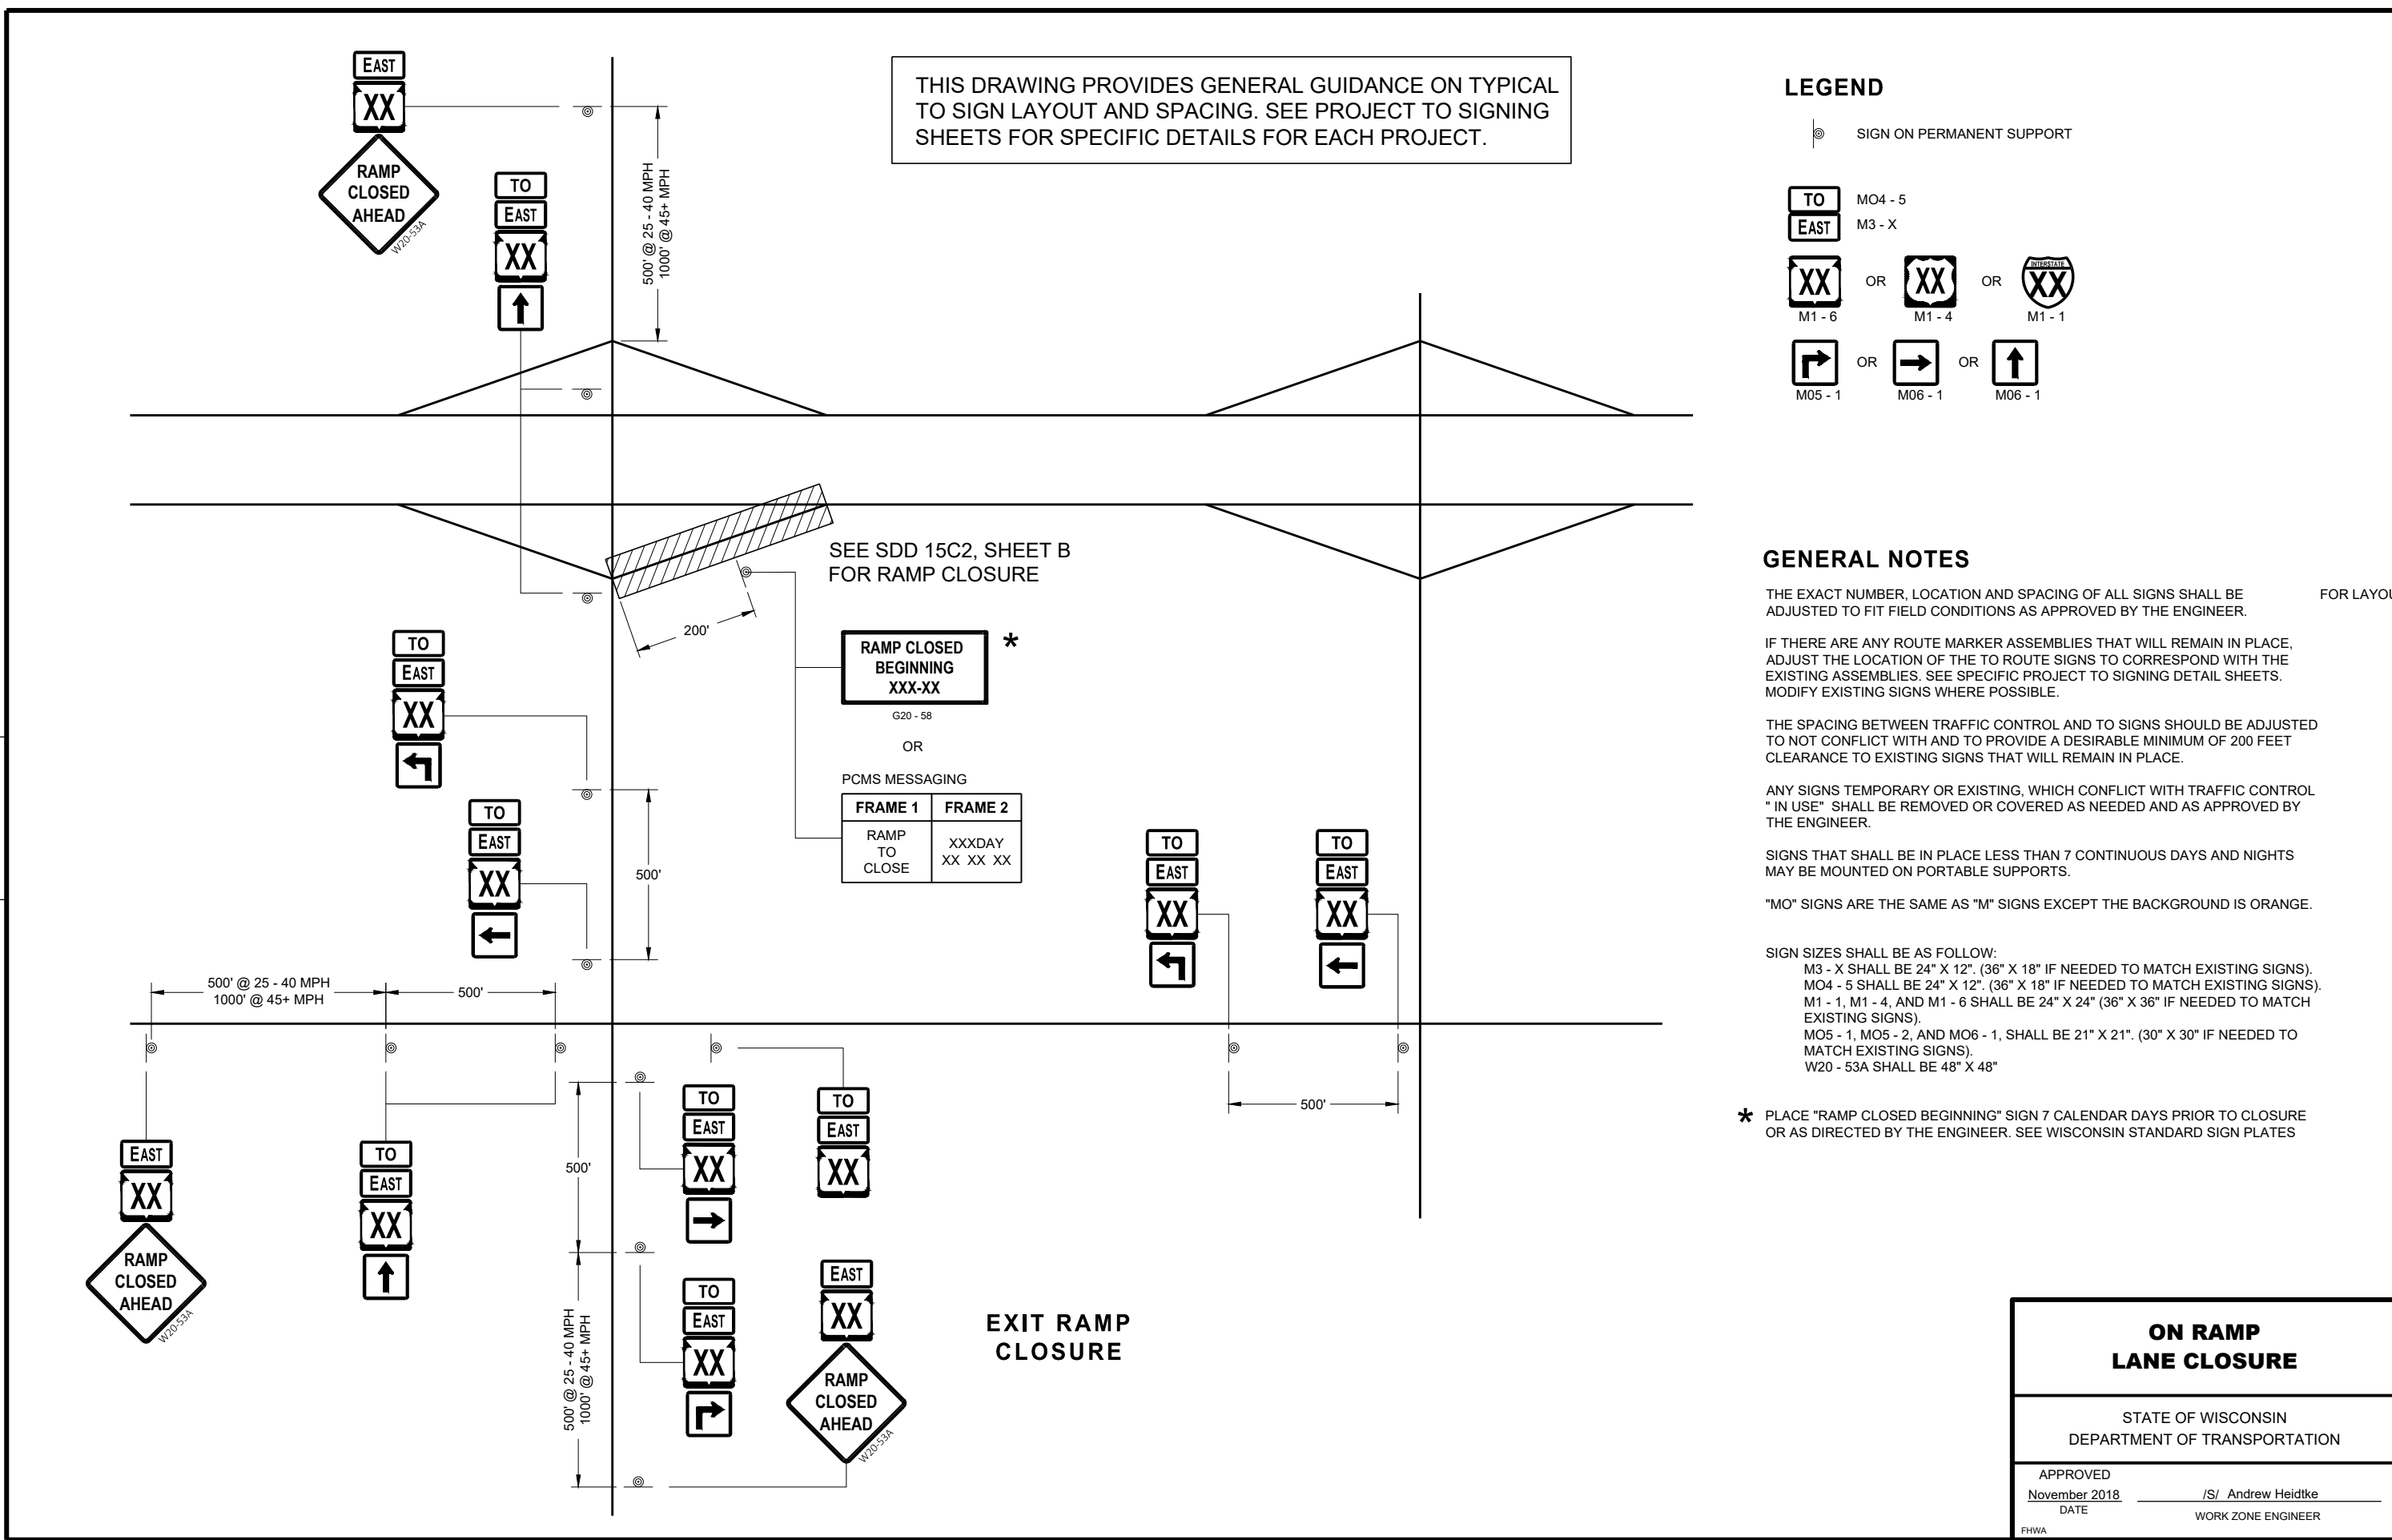 THIS DRAWING PROVIDES GENERAL GUIDANCE ON TYPICAL
TO SIGN LAYOUT AND SPACING. SEE PROJECT TO SIGNING
SHEETS FOR SPECIFIC DETAILS FOR EACH PROJECT.
EAST
XX
RAMP
CLOSED
AHEAD
W20-53A
TO
EAST
XX
500' @ 25 - 40 MPH
1000' @ 45+ MPH
SEE SDD 15C2, SHEET B
FOR RAMP CLOSURE
200'
RAMP CLOSED
BEGINNING
XXX-XX
*
G20 - 58
OR
PCMS MESSAGING
FRAME 1 FRAME 2
RAMP
TO
CLOSE
XXXDAY
XX XX XX
TO
EAST
XX
TO
EAST
XX
500'
500' @ 25 - 40 MPH
1000' @ 45+ MPH
500'
TO
EAST
XX
TO
EAST
XX
500'
EAST
XX
RAMP
CLOSED
AHEAD
W20-53A
TO
EAST
XX
500'
TO
EAST
XX
TO
EAST
XX
500' @ 25 - 40 MPH
1000' @ 45+ MPH
TO
EAST
XX
EAST
XX
RAMP
CLOSED
AHEAD
W20-53A
EXIT RAMP
CLOSURE
LEGEND
SIGN ON PERMANENT SUPPORT
TO MO4 - 5
EAST M3 - X
XX OR XX OR INTERSTATE XX
M1 - 6 M1 - 4 M1 - 1
OR OR
M05 - 1 M06 - 1 M06 - 1
GENERAL NOTES
THE EXACT NUMBER, LOCATION AND SPACING OF ALL SIGNS SHALL BE FOR
ADJUSTED TO FIT FIELD CONDITIONS AS APPROVED BY THE ENGINEER.
IF THERE ARE ANY ROUTE MARKER ASSEMBLIES THAT WILL REMAIN IN PLACE,
ADJUST THE LOCATION OF THE TO ROUTE SIGNS TO CORRESPOND WITH THE
EXISTING ASSEMBLIES. SEE SPECIFIC PROJECT TO SIGNING DETAIL SHEETS.
MODIFY EXISTING SIGNS WHERE POSSIBLE.
THE SPACING BETWEEN TRAFFIC CONTROL AND TO SIGNS SHOULD BE ADJUSTED
TO NOT CONFLICT WITH AND TO PROVIDE A DESIRABLE MINIMUM OF 200 FEET
CLEARANCE TO EXISTING SIGNS THAT WILL REMAIN IN PLACE.
ANY SIGNS TEMPORARY OR EXISTING, WHICH CONFLICT WITH TRAFFIC CONTROL
" IN USE" SHALL BE REMOVED OR COVERED AS NEEDED AND AS APPROVED BY
THE ENGINEER.
SIGNS THAT SHALL BE IN PLACE LESS THAN 7 CONTINUOUS DAYS AND NIGHTS
MAY BE MOUNTED ON PORTABLE SUPPORTS.
"MO" SIGNS ARE THE SAME AS "M" SIGNS EXCEPT THE BACKGROUND IS ORANGE.
SIGN SIZES SHALL BE AS FOLLOW:
M3 - X SHALL BE 24" X 12". (36" X 18" IF NEEDED TO MATCH EXISTING SIGNS).
MO4 - 5 SHALL BE 24" X 12". (36" X 18" IF NEEDED TO MATCH EXISTING SIGNS).
M1 - 1, M1 - 4, AND M1 - 6 SHALL BE 24" X 24" (36" X 36" IF NEEDED TO MATCH
EXISTING SIGNS).
MO5 - 1, MO5 - 2, AND MO6 - 1, SHALL BE 21" X 21". (30" X 30" IF NEEDED TO
MATCH EXISTING SIGNS).
W20 - 53A SHALL BE 48" X 48"
* PLACE "RAMP CLOSED BEGINNING" SIGN 7 CALENDAR DAYS PRIOR TO CLOSURE
OR AS DIRECTED BY THE ENGINEER. SEE WISCONSIN STANDARD SIGN PLATES
ON RAMP
LANE CLOSURE
STATE OF WISCONSIN
DEPARTMENT OF TRANSPORTATION
APPROVED
November 2018 /S/ Andrew Heidtke
DATE WORK ZONE ENGINEER
FHWA